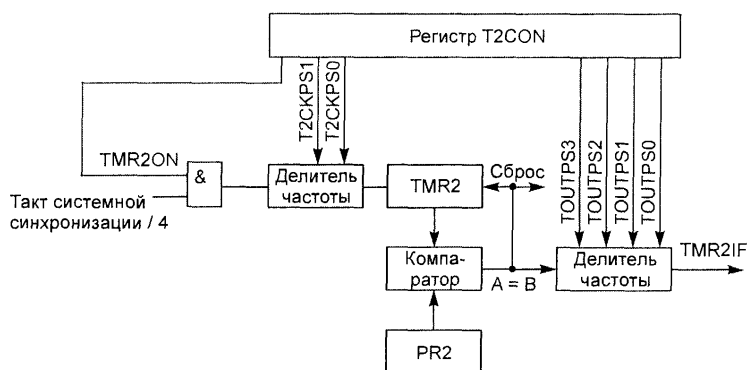 Регистр T2CON
T2CKPS1
T2CKPS0
TOUTPS3
TOUTPS2
TOUTPS1
TOUTPS0
TMR2ON
&
Такт системной
синхронизации / 4
Делитель
частоты
TMR2
Сброс
Компа-
ратор
A = B
Делитель
частоты
TMR2IF
PR2